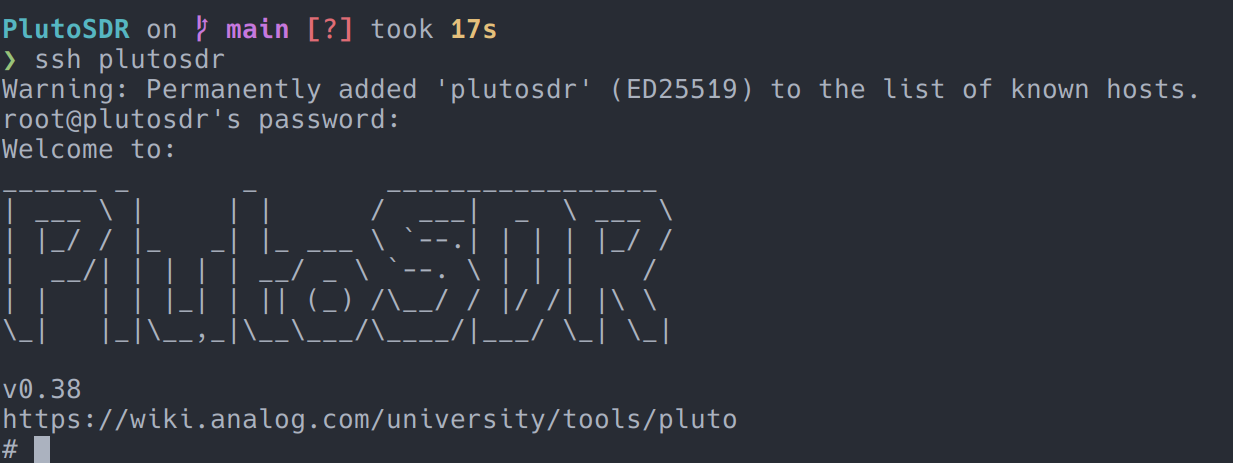 PlutoSDR on main [?] took 17s
❯ ssh plutosdr
Warning: Permanently added 'plutosdr' (ED25519) to the list of known hosts.
root@plutosdr's password:
Welcome to:
______ _       _        _________________
| ___ \ |     | |      /  ___|  _  \ ___ \
| |_/ / |_   _| |_ ___ \ `--.| | | | |_/ /
|  __/| | | | | __/ _ \ `--. \ | | |    /
| |   | | |_| | || (_) /\__/ / |/ /| |\ \
\_|   |_|\__,_|\__\___/\____/|___/ \_| \_|
v0.38
https://wiki.analog.com/university/tools/pluto
#